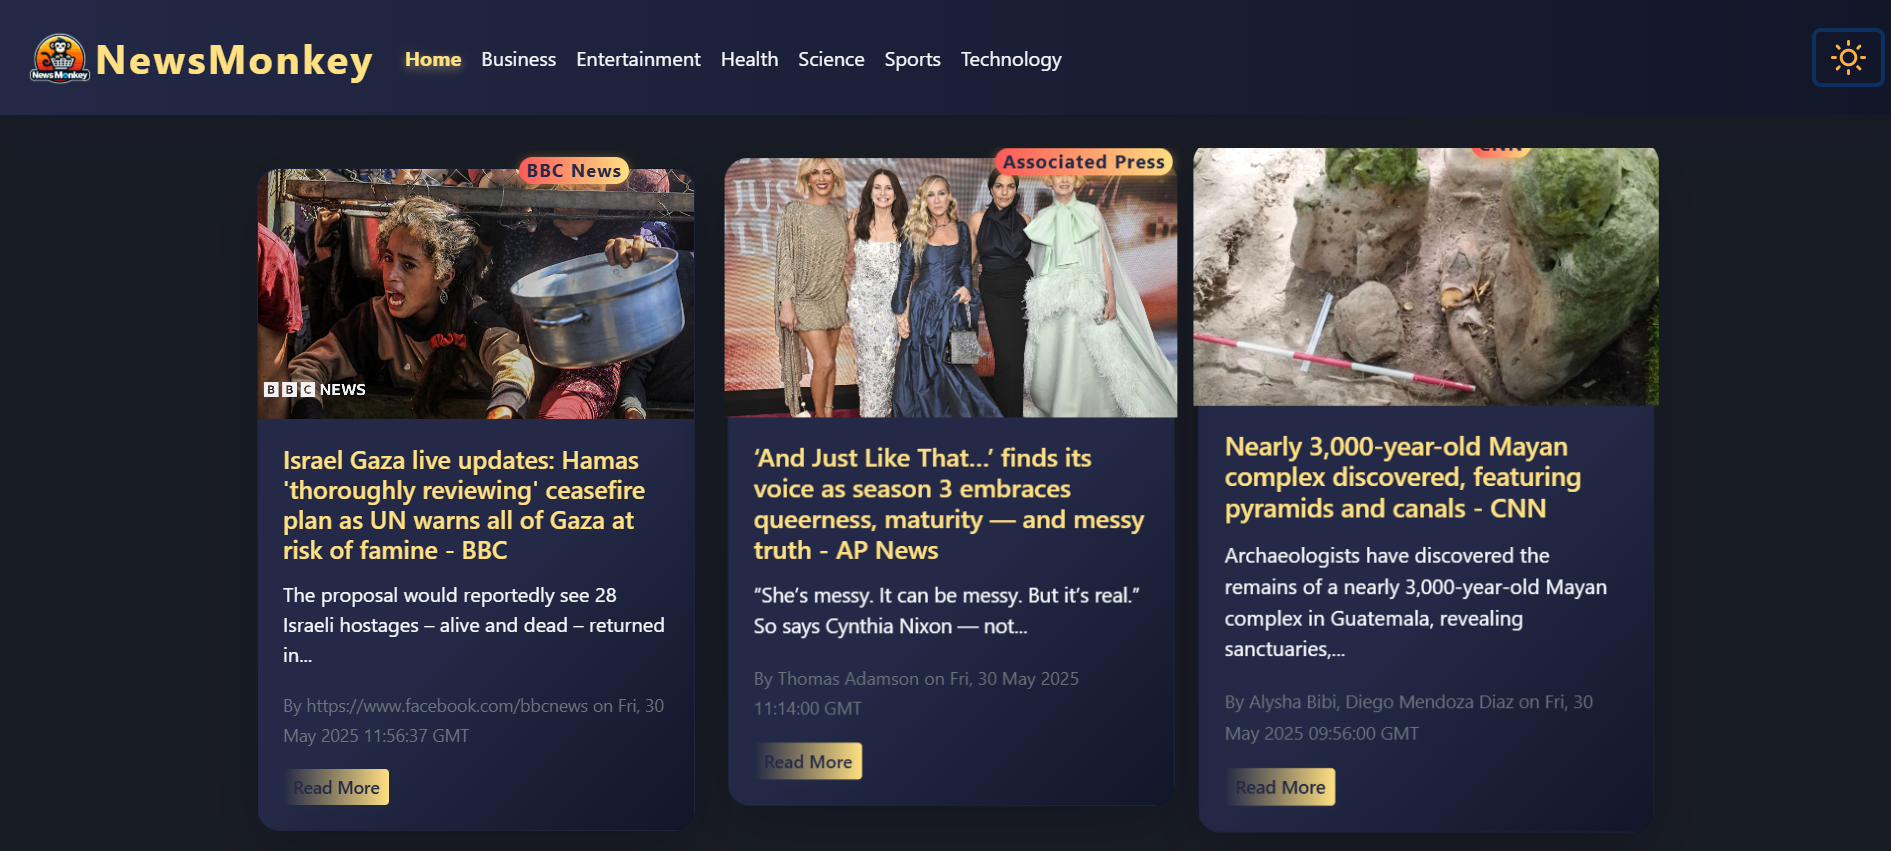 News Monkey
NewsMonkey
Home Business Entertainment Health Science Sports Technology
BBC News
BBC NEWS
Israel Gaza live updates: Hamas
'thoroughly reviewing' ceasefire
plan as UN warns all of Gaza at
risk of famine - BBC
The proposal would reportedly see 28
Israeli hostages – alive and dead – returned
in...
By https://www.facebook.com/bbcnews on Fri, 30
May 2025 11:56:37 GMT
Read More
Associated Press
JUS
LI
‘And Just Like That…’ finds its
voice as season 3 embraces
queerness, maturity — and messy
truth - AP News
“She’s messy. It can be messy. But it’s real.”
So says Cynthia Nixon — not...
By Thomas Adamson on Fri, 30 May 2025
11:14:00 GMT
Read More
CNN
Nearly 3,000-year-old Mayan
complex discovered, featuring
pyramids and canals - CNN
Archaeologists have discovered the
remains of a nearly 3,000-year-old Mayan
complex in Guatemala, revealing
sanctuaries,...
By Alysha Bibi, Diego Mendoza Diaz on Fri, 30
May 2025 09:56:00 GMT
Read More